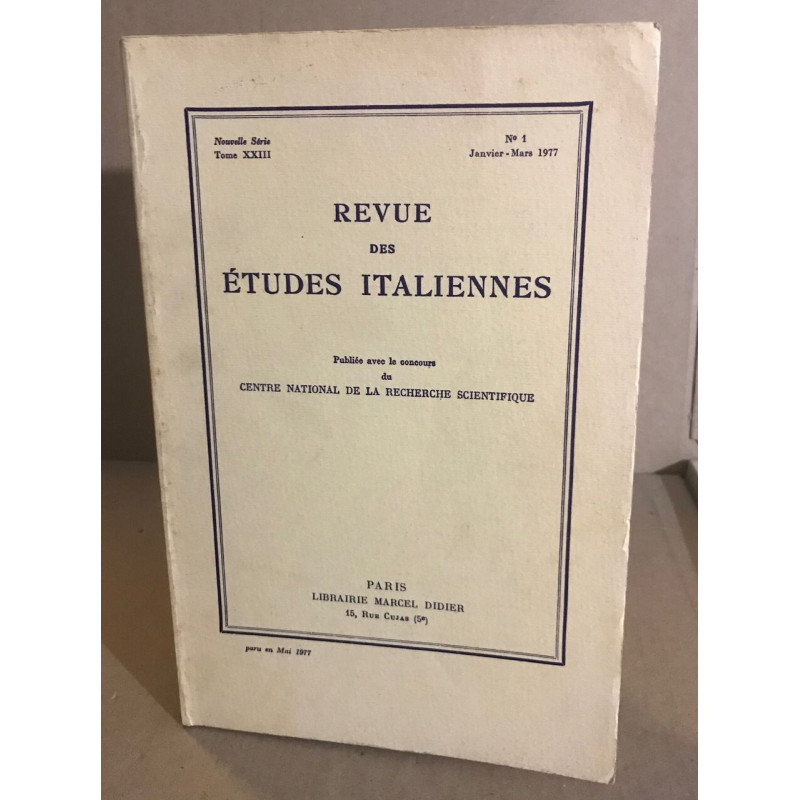 Nouvelle Série
Tome XXIII
Nº 1
Janvier - Mars 1977
REVUE
DES
ÉTUDES ITALIENNES
Publiée avec le concours
du
CENTRE NATIONAL DE LA RECHERCHE SCIENTIFIQUE
PARIS
LIBRAIRIE MARCEL DIDIER
15, RUE CUJAS (5e)
paru en Mai 1977